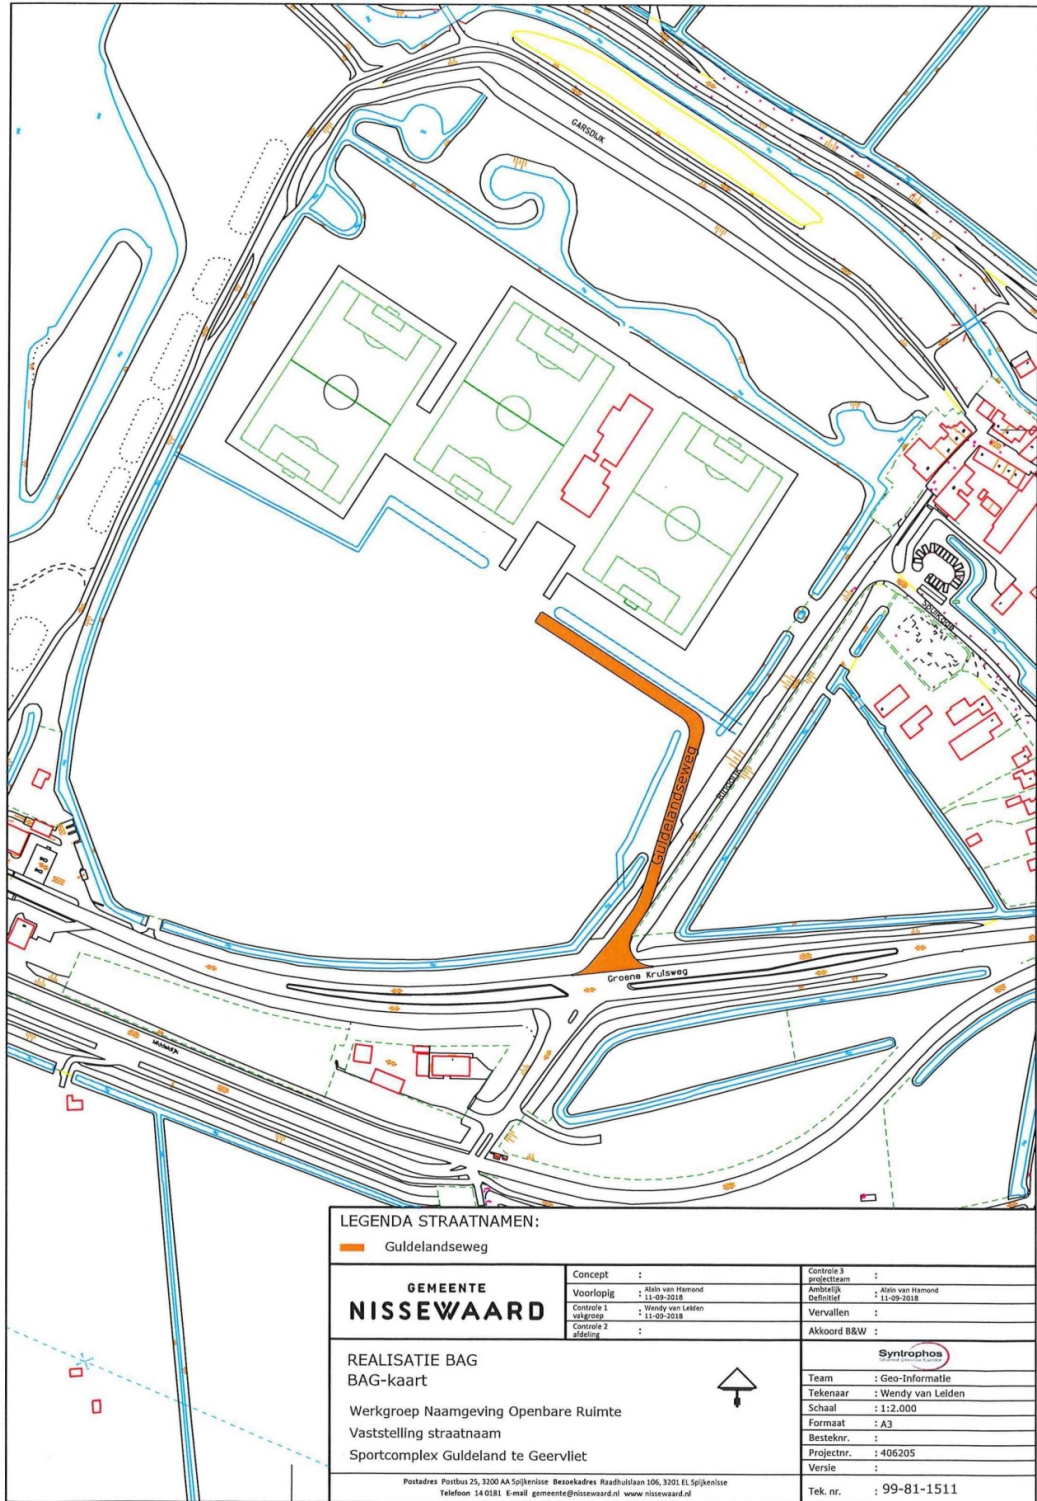 GARSDIJK
Spuikade
Ringdijk
Guldelandseweg
Groene Kruisweg
LEGENDA STRAATNAMEN:
Guldelandseweg
GEMEENTE
NISSEWAARD
Concept :
Voorlopig : Alain van Hamond
11-09-2018
Controle 1 vakgroep : Wendy van Leiden
11-09-2018
Controle 2 afdeling :
Controle 3 projectteam :
Ambtelijk Definitief : Alain van Hamond
11-09-2018
Vervallen :
Akkoord B&W :
REALISATIE BAG
BAG-kaart
Werkgroep Naamgeving Openbare Ruimte
Vaststelling straatnaam
Sportcomplex Guldeland te Geervliet
Syntrophos
Shared Service Center
Team : Geo-Informatie
Tekenaar : Wendy van Leiden
Schaal : 1:2.000
Formaat : A3
Besteknr. :
Projectnr. : 406205
Versie :
Tek. nr. : 99-81-1511
Postadres Postbus 25, 3200 AA Spijkenisse Bezoekadres Raadhuislaan 106, 3201 EL Spijkenisse
Telefoon 14 0181 E-mail gemeente@nissewaard.nl www.nissewaard.nl